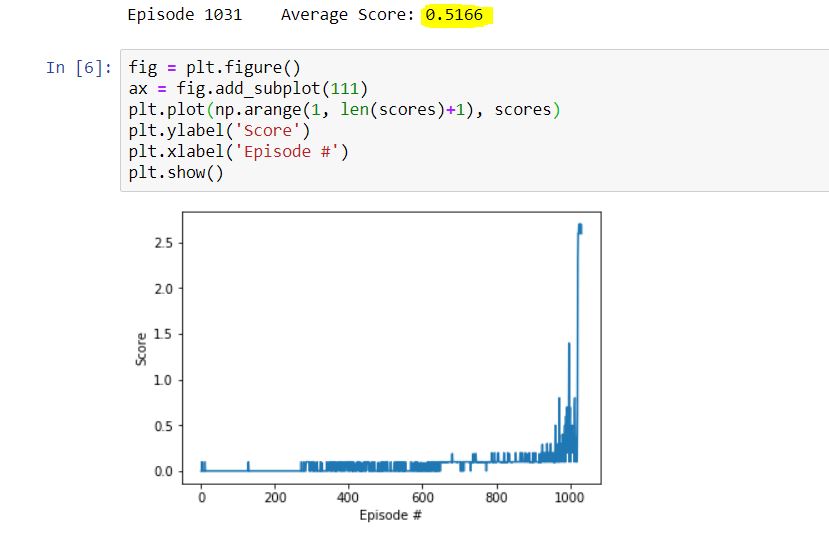 Episode 1031    Average Score: 0.5166
In [6]: fig = plt.figure()
ax = fig.add_subplot(111)
plt.plot(np.arange(1, len(scores)+1), scores)
plt.ylabel('Score')
plt.xlabel('Episode #')
plt.show()
2.5
2.0
1.5
1.0
0.5
0.0
Score
0 200 400 600 800 1000
Episode #